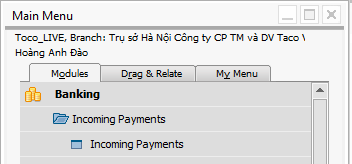 Main Menu
Toco_LIVE, Branch: Trụ sở Hà Nội Công ty CP TM và DV Taco \
Hoàng Anh Đào
Modules Drag & Relate My Menu
Banking
Incoming Payments
Incoming Payments